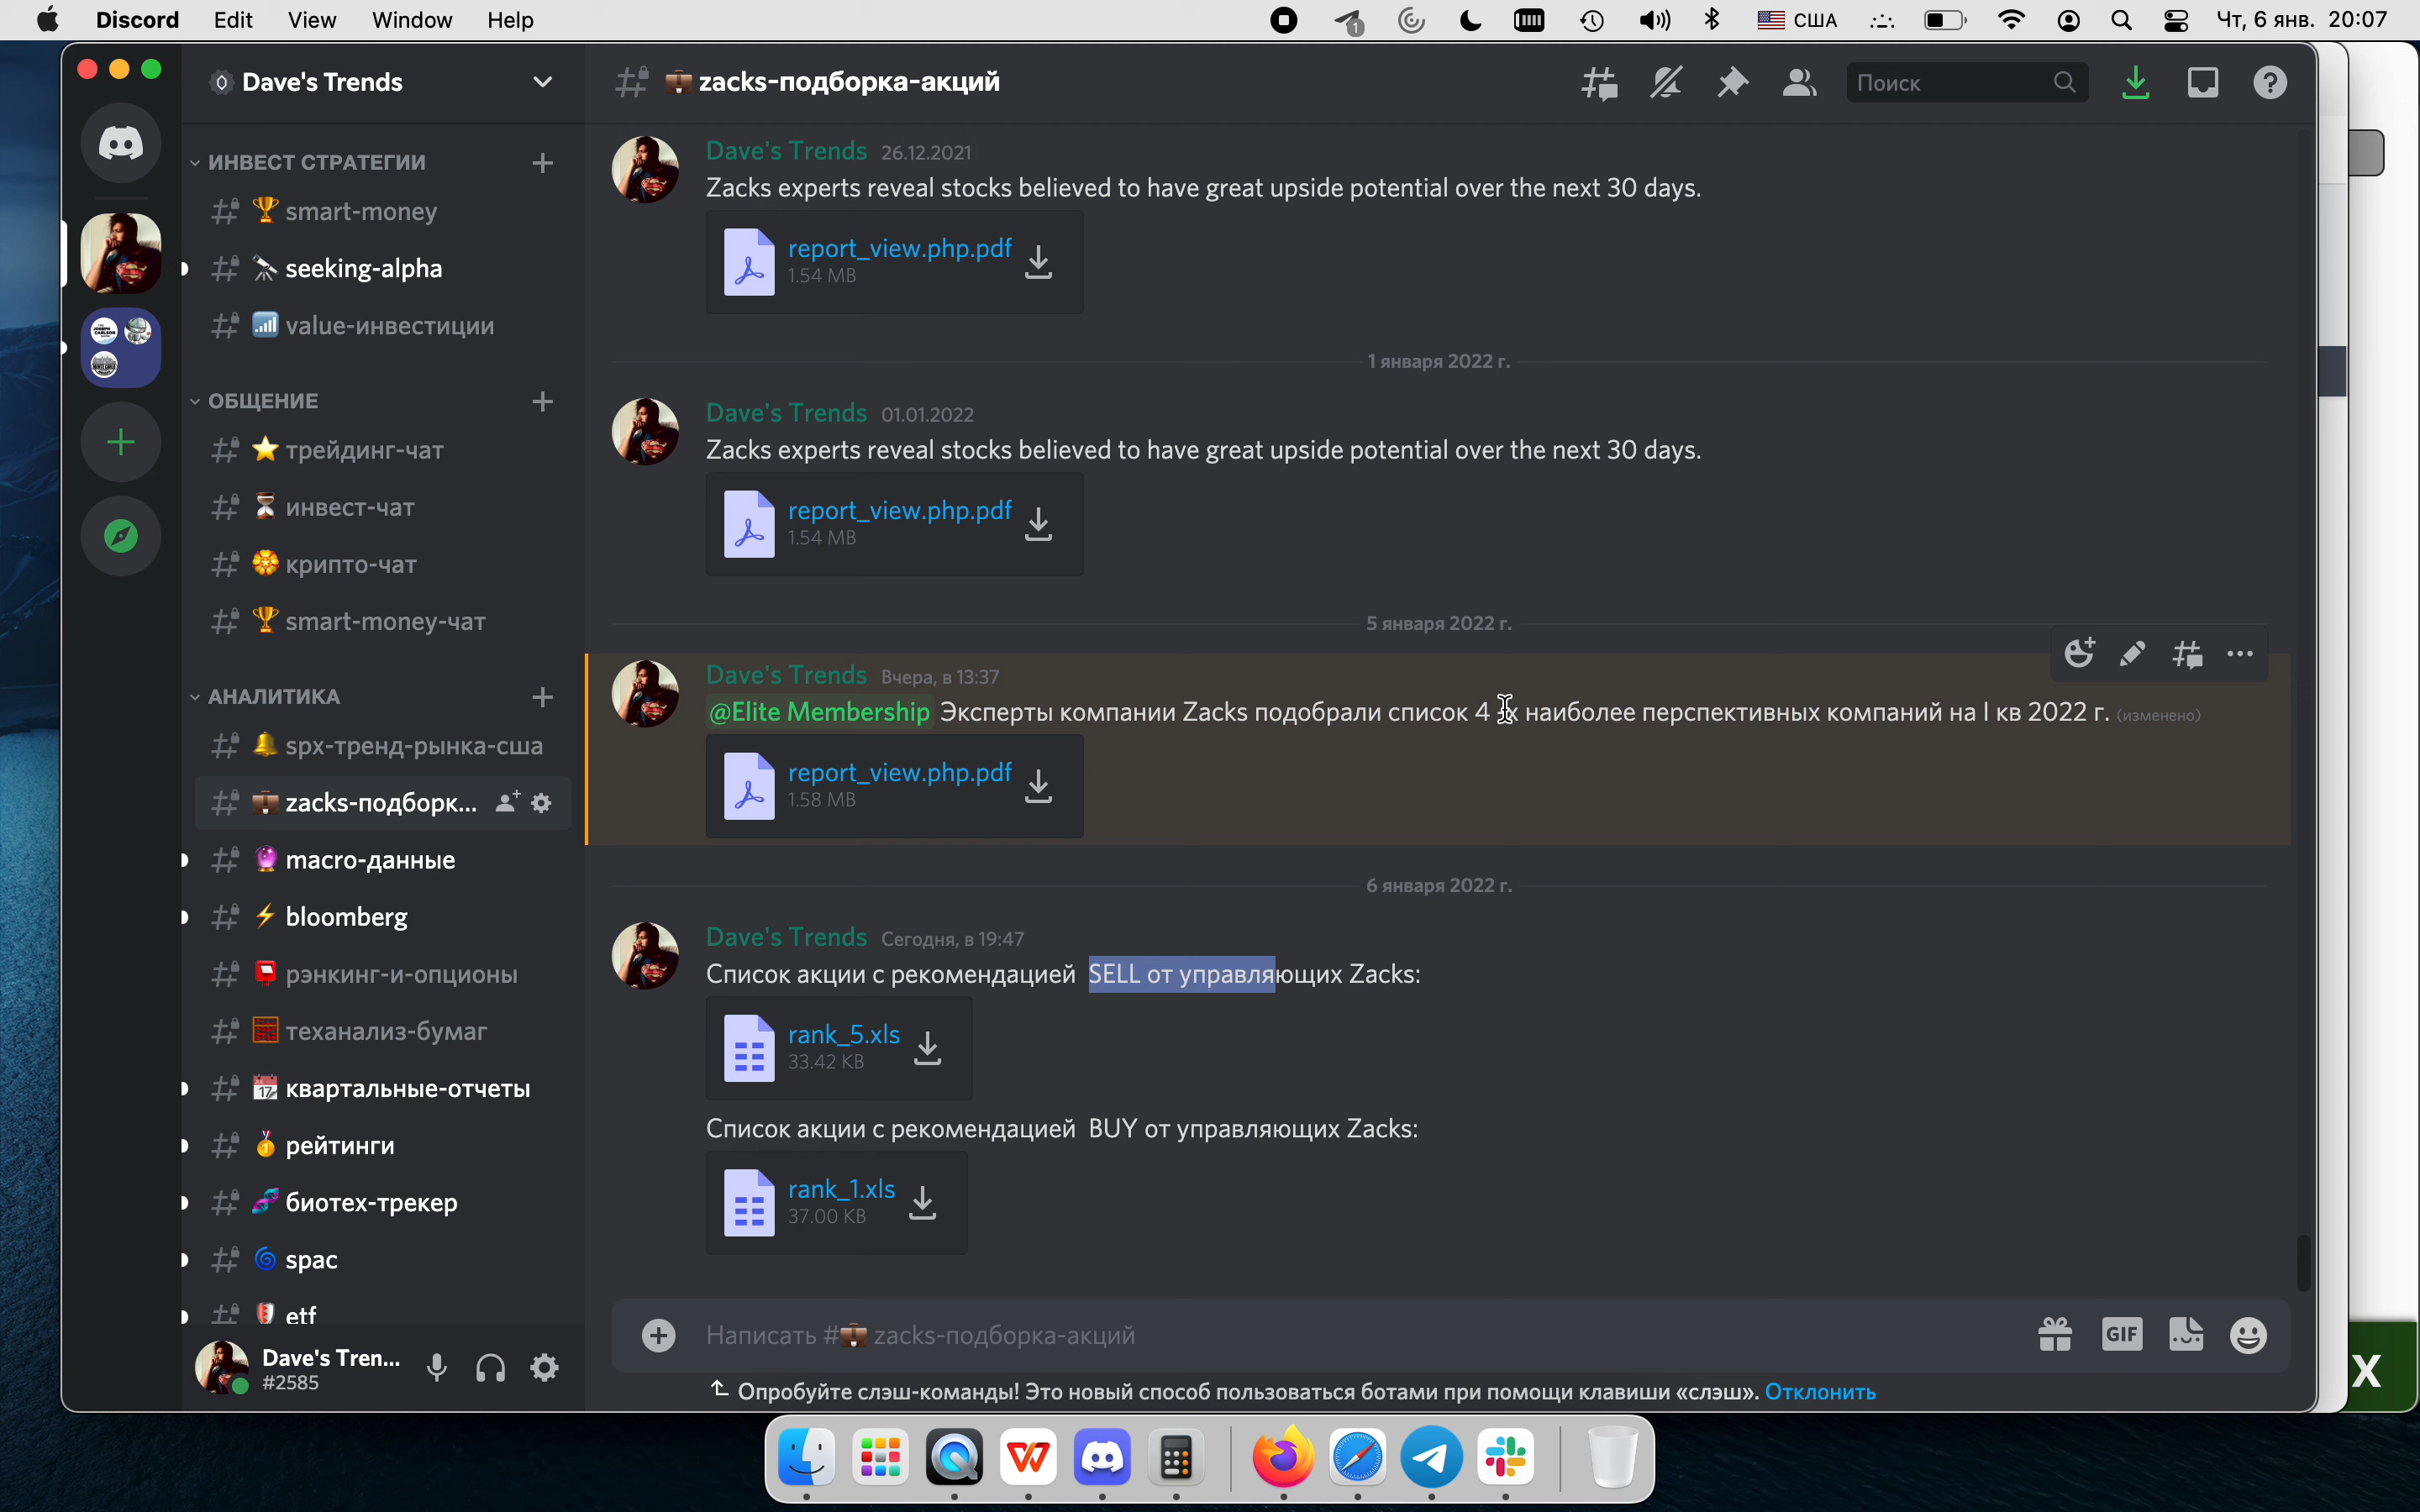 Discord Edit View Window Help
1 США Чт, 6 янв. 20:07
Dave's Trends
ИНВЕСТ СТРАТЕГИИ
smart-money
seeking-alpha
value-инвестиции
ОБЩЕНИЕ
трейдинг-чат
инвест-чат
крипто-чат
smart-money-чат
АНАЛИТИКА
spx-тренд-рынка-сша
zacks-подборк...
macro-данные
bloomberg
рэнкинг-и-опционы
теханализ-бумаг
17 квартальные-отчеты
рейтинги
биотех-трекер
spac
etf
Dave's Tren...
#2585
zacks-подборка-акций
Поиск
Dave's Trends 26.12.2021
Zacks experts reveal stocks believed to have great upside potential over the next 30 days.
report_view.php.pdf
1.54 MB
1 января 2022 г.
Dave's Trends 01.01.2022
Zacks experts reveal stocks believed to have great upside potential over the next 30 days.
report_view.php.pdf
1.54 MB
5 января 2022 г.
Dave's Trends Вчера, в 13:37
@Elite Membership Эксперты компании Zacks подобрали список 4 х наиболее перспективных компаний на I кв 2022 г. (изменено)
report_view.php.pdf
1.58 MB
6 января 2022 г.
Dave's Trends Сегодня, в 19:47
Список акции с рекомендацией SELL от управляющих Zacks:
rank_5.xls
33.42 KB
Список акции с рекомендацией BUY от управляющих Zacks:
rank_1.xls
37.00 KB
Написать # zacks-подборка-акций
GIF
Опробуйте слэш-команды! Это новый способ пользоваться ботами при помощи клавиши «слэш». Отклонить
X